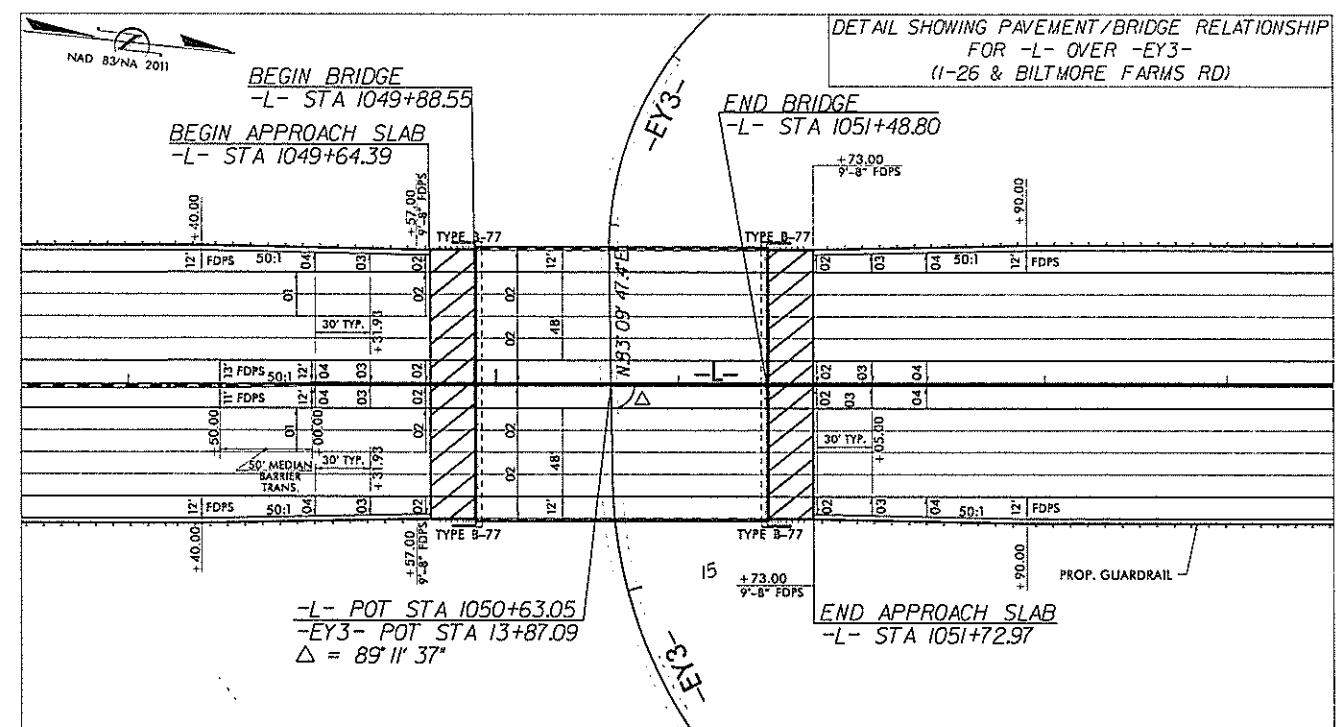 NAD 83/NA 2011
DETAIL SHOWING PAVEMENT/BRIDGE RELATIONSHIP
FOR -L- OVER -EY3-
(I-26 & BILTMORE FARMS RD)
BEGIN BRIDGE
-L- STA 1049+88.55
BEGIN APPROACH SLAB
-L- STA 1049+64.39
-EY3-
END BRIDGE
-L- STA 1051+48.80
+73.00
9'-8" FDPS
+40.00
+57.00
9'-8" FDPS
+90.00
TYPE B-77
TYPE B-77
12' FDPS 50:1 04 03 02
12'
02 03 04 50:1 12' FDPS
01
02
02
02
48'
N 83° 09' 47.4" E
30' TYP.
+31.93
13' FDPS 50:1 12' 04 03 02
1
-L-
02 03 04
11' FDPS 12' 04 03 02
Δ
02 03 04
+50.00
01
+00.00
02
02
02
48'
50' MEDIAN
BARRIER
TRANS.
30' TYP.
+31.93
30' TYP.
+05.00
12' FDPS 50:1 04 03 02
12'
02 03 04 50:1 12' FDPS
TYPE B-77
TYPE B-77
+40.00
+57.00
9'-8" FDPS
15
+73.00
9'-8" FDPS
+90.00
PROP. GUARDRAIL
-L- POT STA 1050+63.05
-EY3- POT STA 13+87.09
Δ = 89° 11' 37"
END APPROACH SLAB
-L- STA 1051+72.97
-EY3-